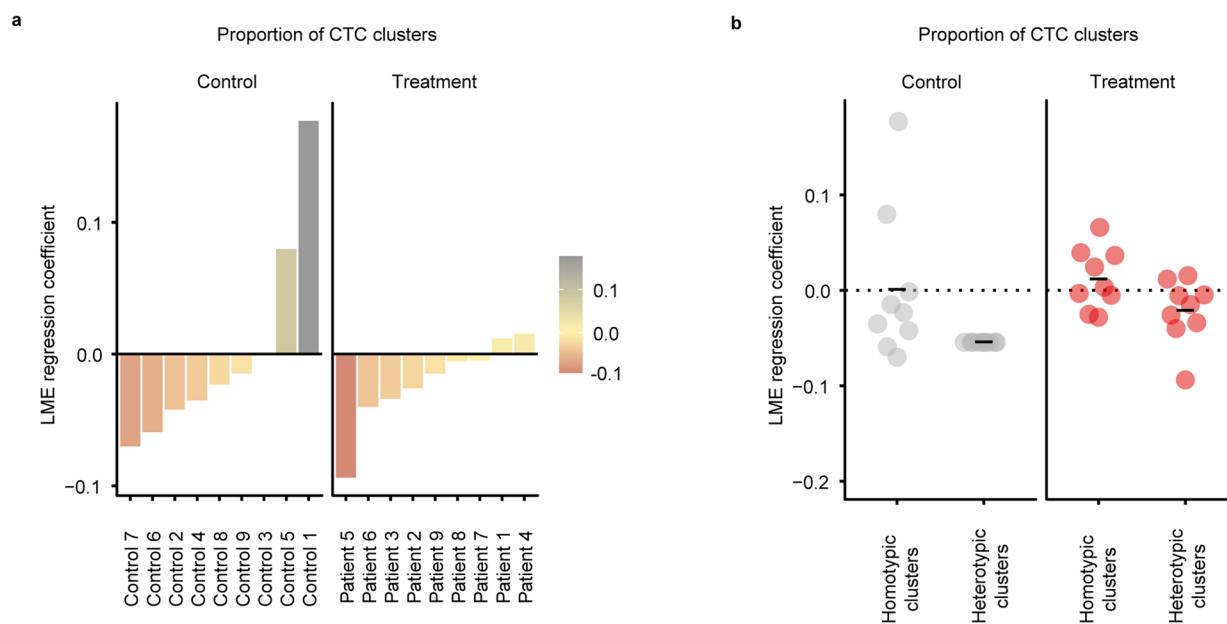 a
Proportion of CTC clusters
Control
Treatment
LME regression coefficient
0.1
0.0
−0.1
0.1
0.0
-0.1
Control 7
Control 6
Control 2
Control 4
Control 8
Control 9
Control 3
Control 5
Control 1
Patient 5
Patient 6
Patient 3
Patient 2
Patient 9
Patient 8
Patient 7
Patient 1
Patient 4
b
Proportion of CTC clusters
Control
Treatment
LME regression coefficient
0.1
0.0
−0.1
−0.2
Homotypic
clusters
Heterotypic
clusters
Homotypic
clusters
Heterotypic
clusters